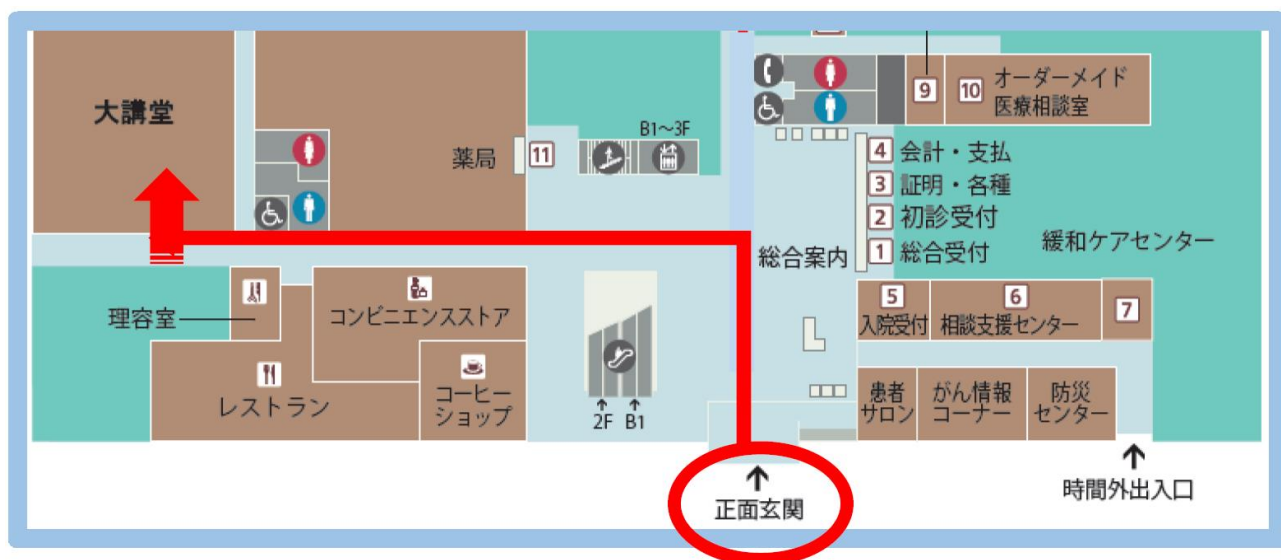 大講堂
薬局
11
B1～3F
9
10
オーダーメイド
医療相談室
4 会計・支払
3 証明・各種
2 初診受付
1 総合受付
総合案内
緩和ケアセンター
5
入院受付
6
相談支援センター
7
理容室
コンビニエンスストア
レストラン
コーヒー
ショップ
2F B1
患者
サロン
がん情報
コーナー
防災
センター
正面玄関
時間外出入口